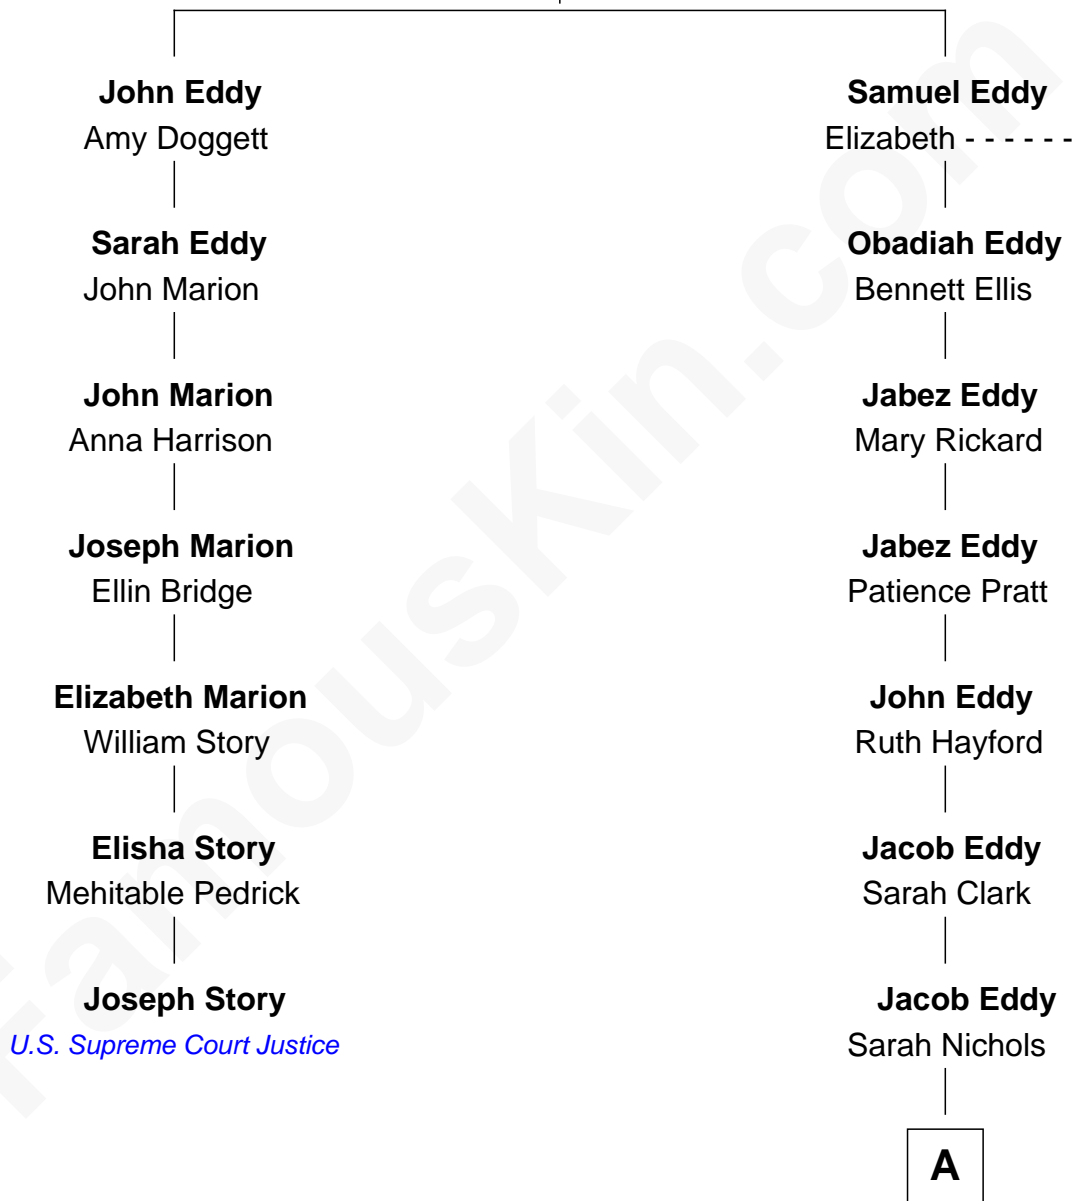 John Eddy
Amy Doggett
Sarah Eddy
John Marion
John Marion
Anna Harrison
Joseph Marion
Ellin Bridge
Elizabeth Marion
William Story
Elisha Story
Mehitable Pedrick
Joseph Story
U.S. Supreme Court Justice
Samuel Eddy
Elizabeth - - - - - -
Obadiah Eddy
Bennett Ellis
Jabez Eddy
Mary Rickard
Jabez Eddy
Patience Pratt
John Eddy
Ruth Hayford
Jacob Eddy
Sarah Clark
Jacob Eddy
Sarah Nichols
A
FamousKin.com